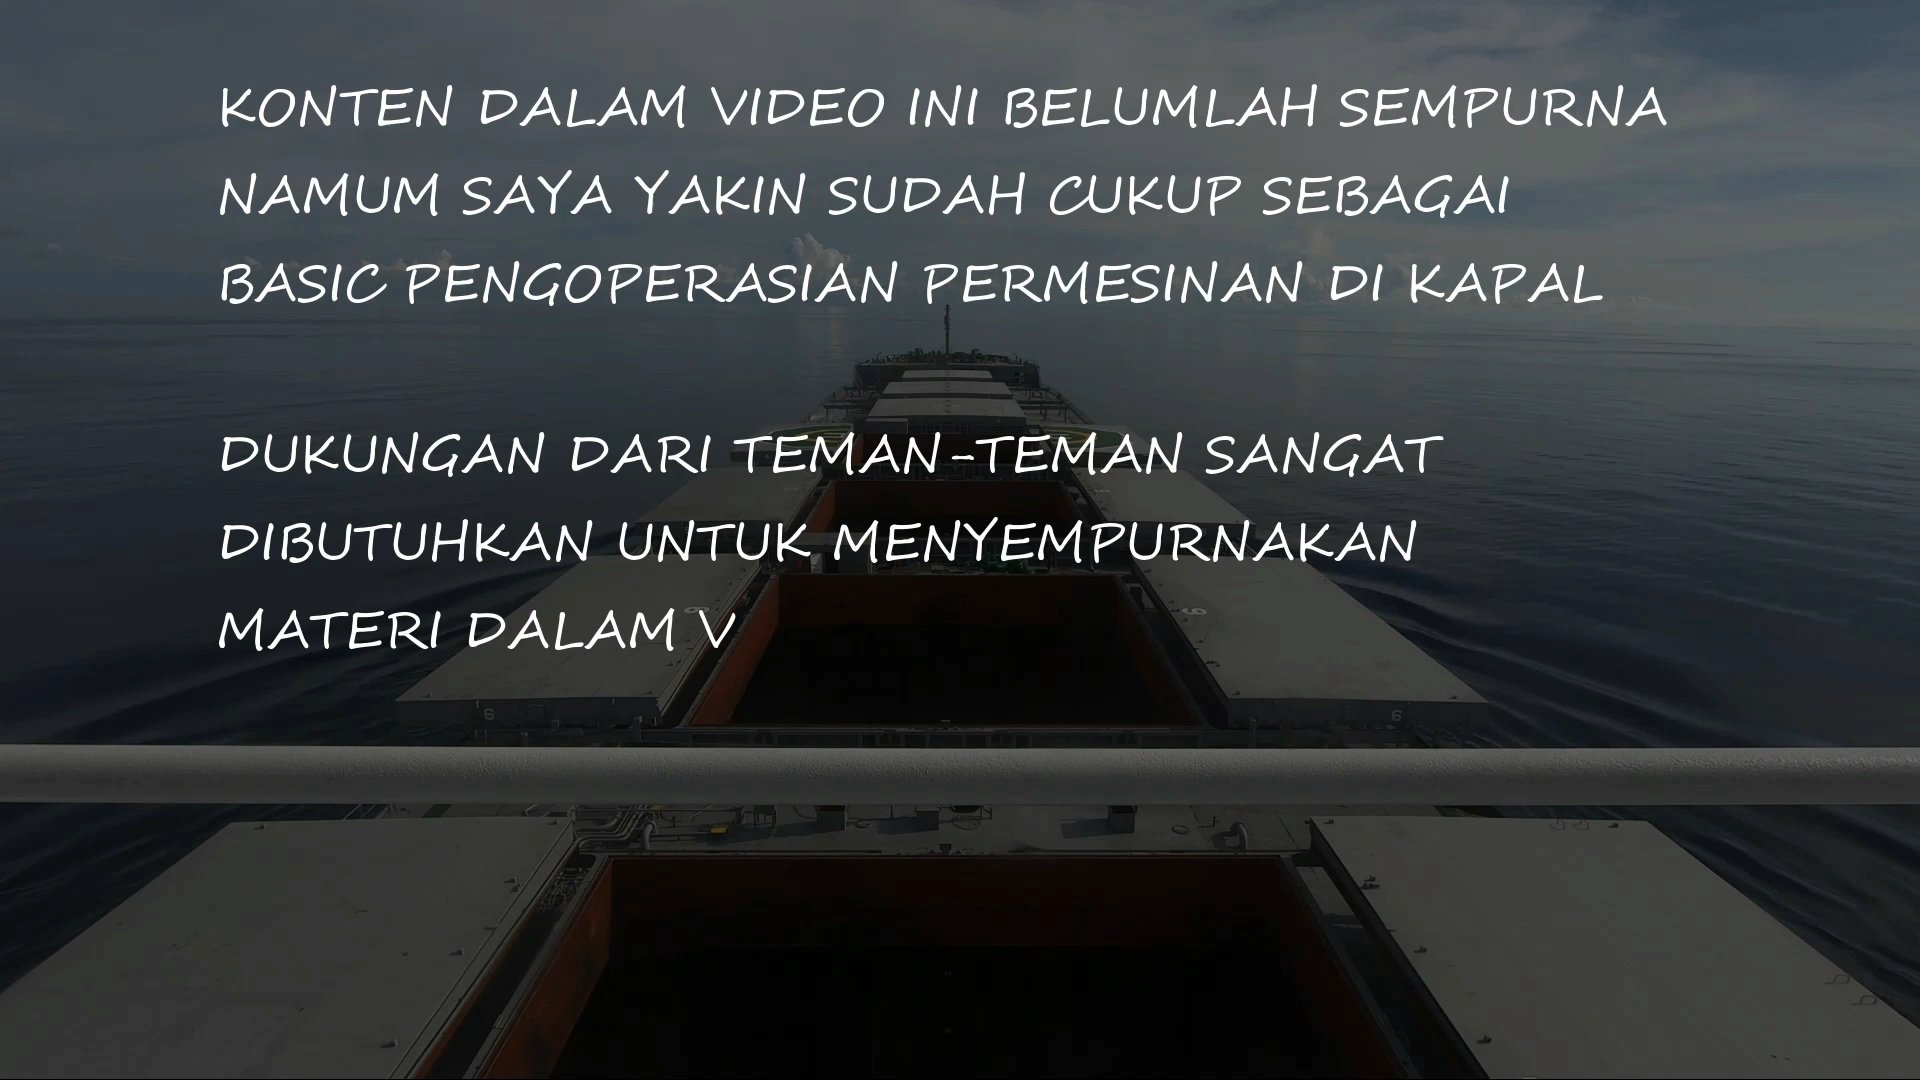 KONTEN DALAM VIDEO INI BELUMLAH SEMPURNA
NAMUM SAYA YAKIN SUDAH CUKUP SEBAGAI
BASIC PENGOPERASIAN PERMESINAN DI KAPAL
DUKUNGAN DARI TEMAN-TEMAN SANGAT
DIBUTUHKAN UNTUK MENYEMPURNAKAN
MATERI DALAM V